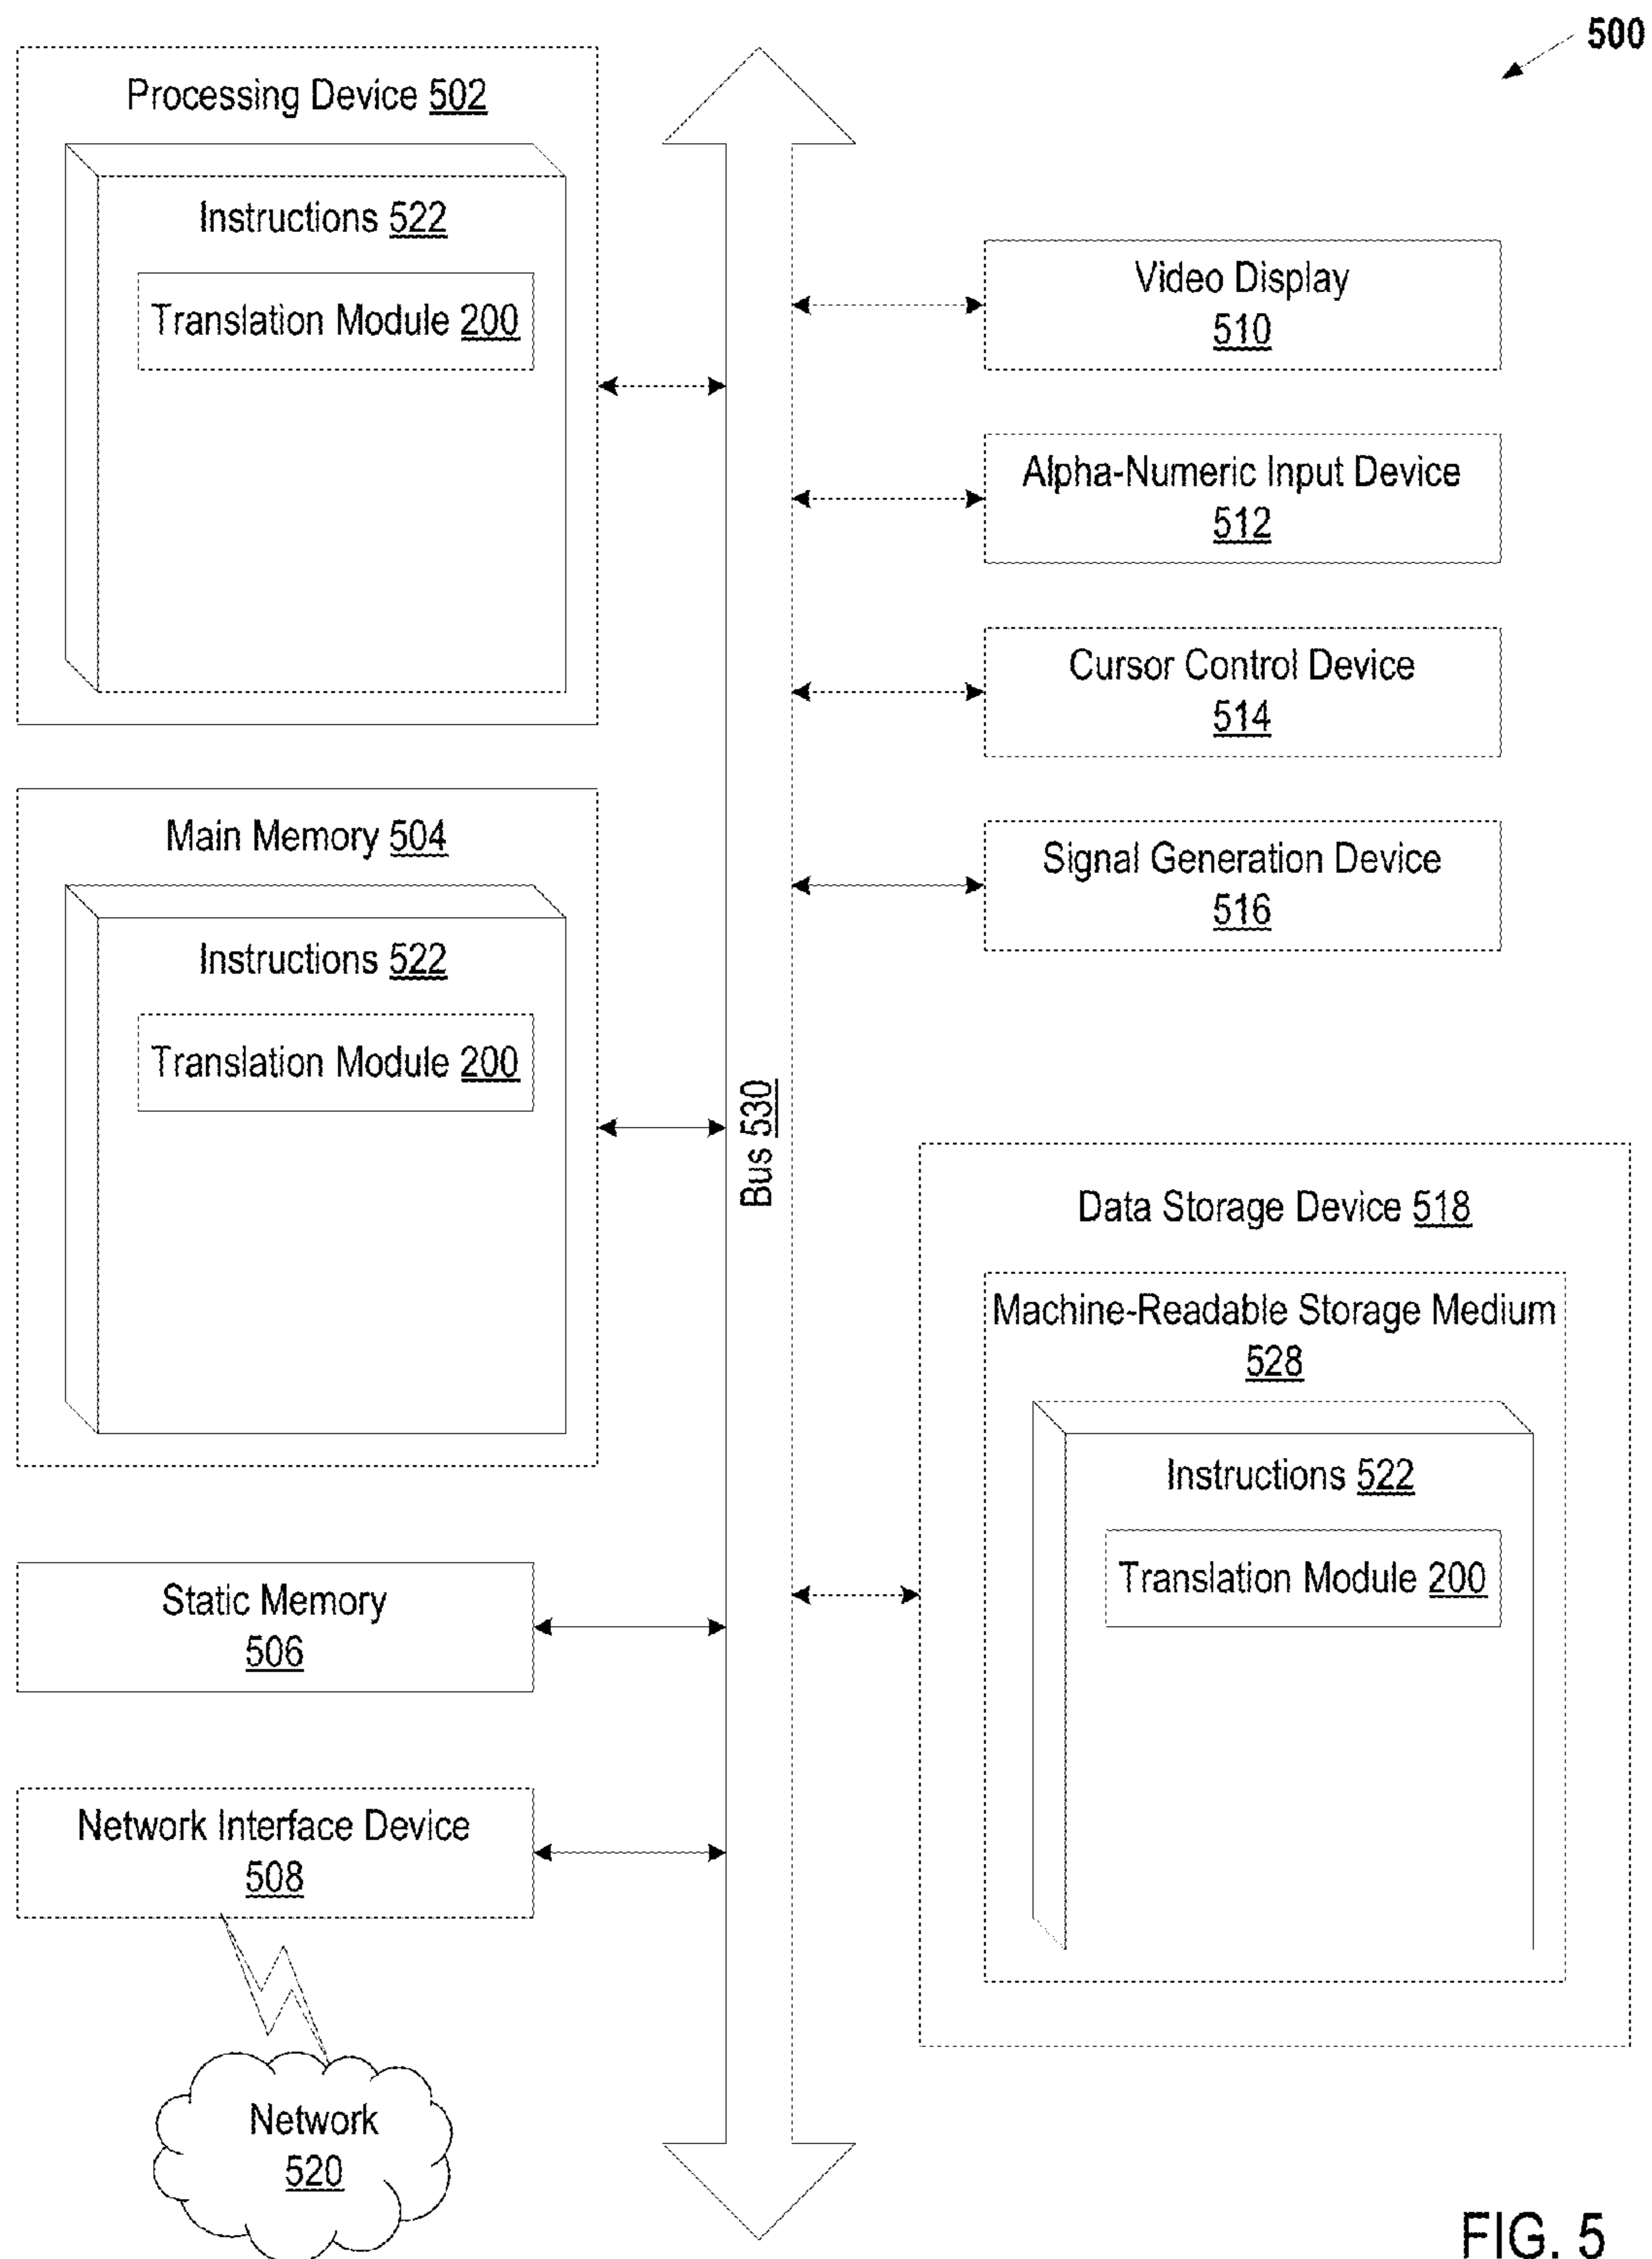 500
Processing Device 502
Instructions 522
Translation Module 200
Main Memory 504
Instructions 522
Translation Module 200
Static Memory
506
Network Interface Device
508
Network
520
Bus 530
Video Display
510
Alpha-Numeric Input Device
512
Cursor Control Device
514
Signal Generation Device
516
Data Storage Device 518
Machine-Readable Storage Medium
528
Instructions 522
Translation Module 200
FIG. 5